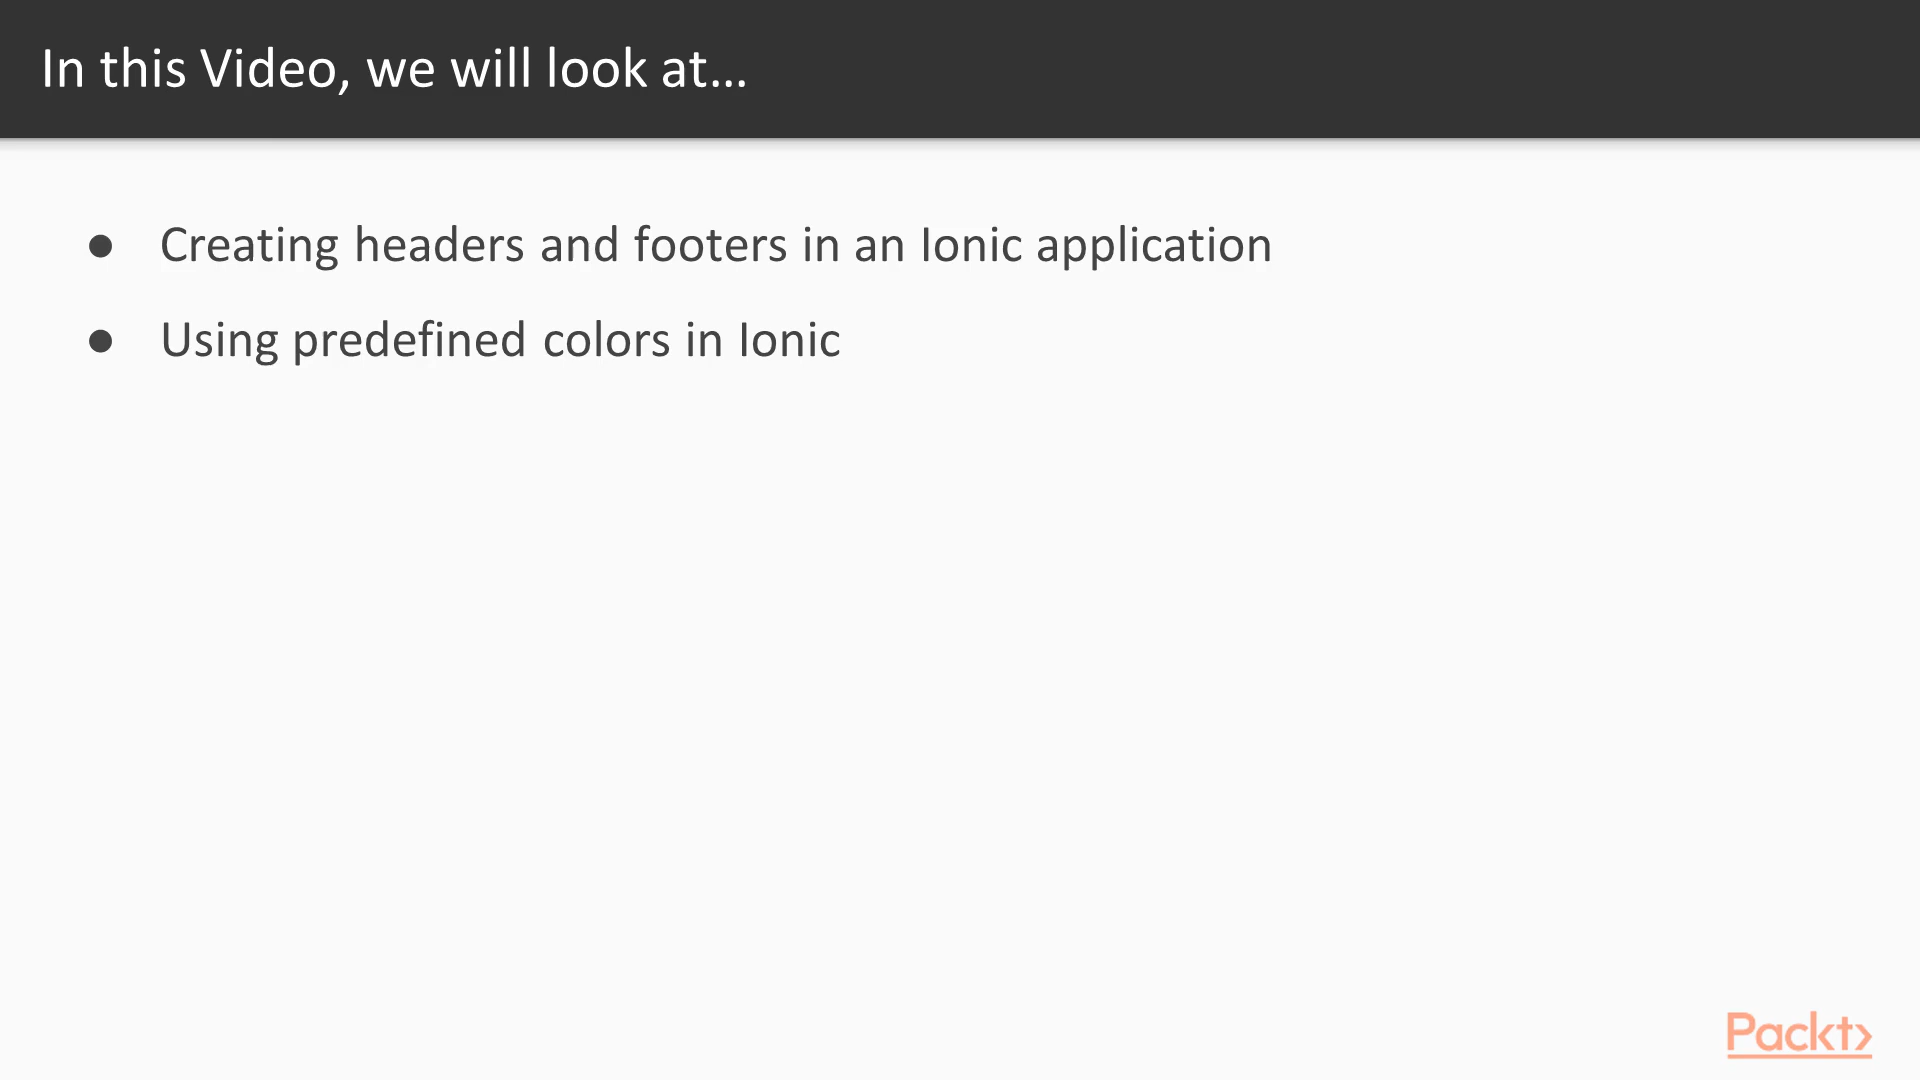 In this Video, we will look at...
● Creating headers and footers in an Ionic application
● Using predefined colors in Ionic
Packt>